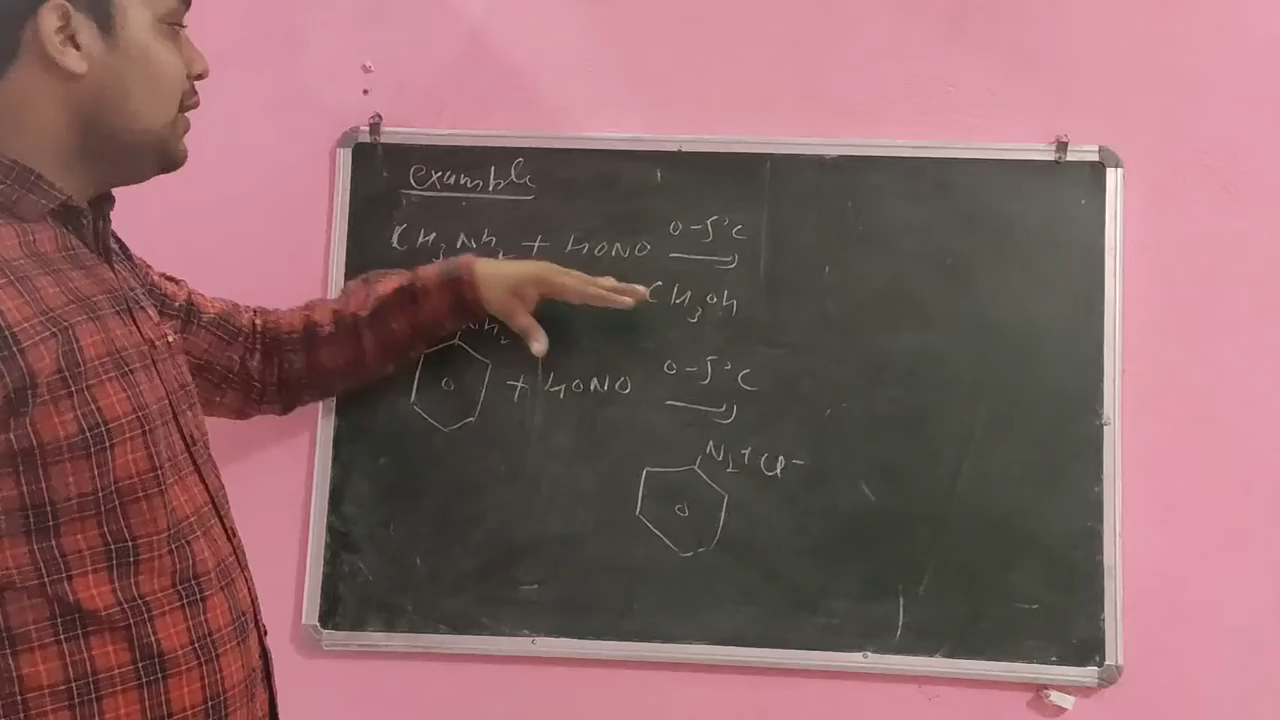 example
CH3NH2 + HONO 0-5°C
CH3OH
NH2
+ HONO 0-5°C
N2+Cl-